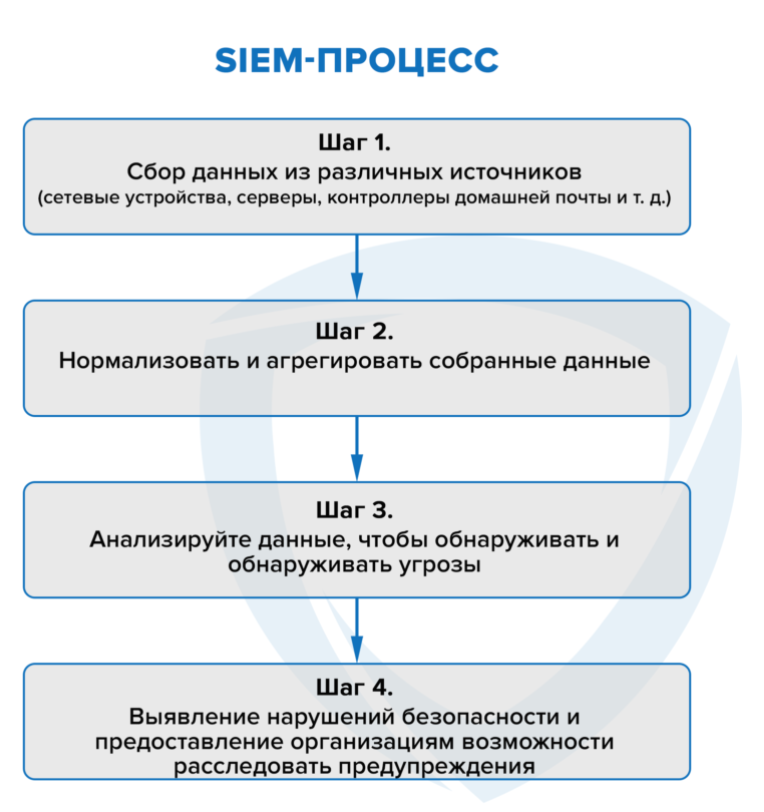 SIEM-ПРОЦЕСС
Шаг 1.
Сбор данных из различных источников
(сетевые устройства, серверы, контроллеры домашней почты и т. д.)
Шаг 2.
Нормализовать и агрегировать собранные данные
Шаг 3.
Анализируйте данные, чтобы обнаруживать и
обнаруживать угрозы
Шаг 4.
Выявление нарушений безопасности и
предоставление организациям возможности
расследовать предупреждения